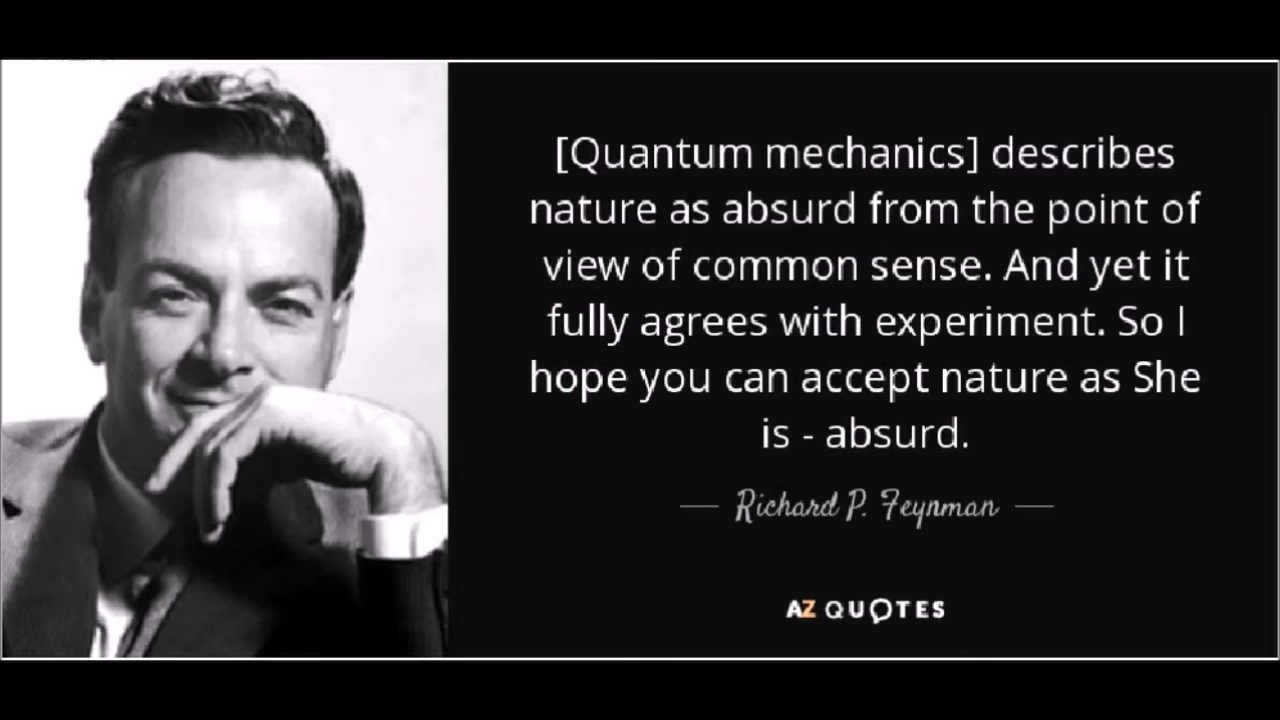 [Quantum mechanics] describes
nature as absurd from the point of
view of common sense. And yet it
fully agrees with experiment. So I
hope you can accept nature as She
is - absurd.
Richard P. Feynman
AZ QUOTES